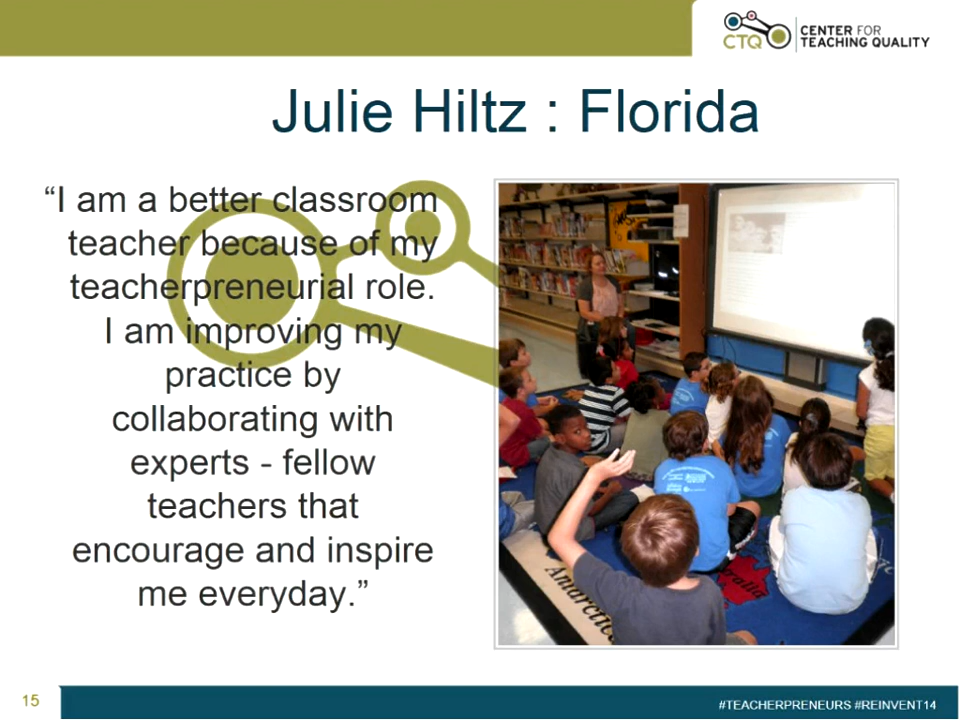 CTQ
CENTER FOR
TEACHING QUALITY
Julie Hiltz : Florida
“I am a better classroom
teacher because of my
teacherpreneurial role.
I am improving my
practice by
collaborating with
experts - fellow
teachers that
encourage and inspire
me everyday.”
Antarctica
15
#TEACHERPRENEURS #REINVENT14